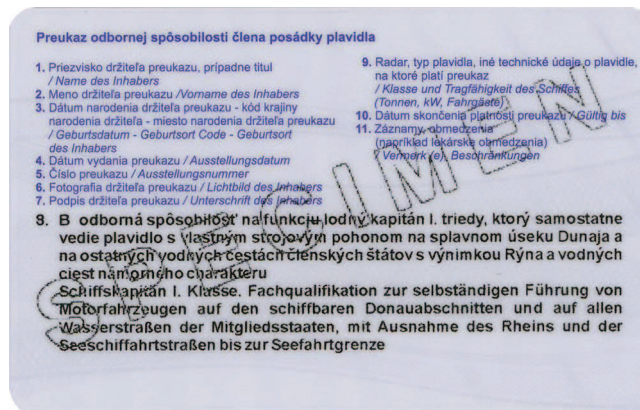 Preukaz odbornej spôsobilosti člena posádky plavidla
1. Priezvisko držiteľa preukazu, prípadne titul
/ Name des Inhabers
2. Meno držiteľa preukazu /Vorname des Inhabers
3. Dátum narodenia držiteľa preukazu - kód krajiny
narodenia držiteľa - miesto narodenia držiteľa preukazu
/ Geburtsdatum - Geburtsort Code - Geburtsort
des Inhabers
4. Dátum vydania preukazu / Ausstellungsdatum
5. Číslo preukazu / Ausstellungsnummer
6. Fotografia držiteľa preukazu / Lichtbild des Inhabers
7. Podpis držiteľa preukazu / Unterschrift des Inhabers
9. Radar, typ plavidla, iné technické údaje o plavidle,
na ktoré platí preukaz
/ Klasse und Tragfähigkeit des Schiffes
(Tonnen, kW, Fahrgäste)
10. Dátum skončenia platnosti preukazu / Gültig bis
11. Záznamy, obmedzenia
(napríklad lekárske obmedzenia)
/ Vermerk (e), Beschränkungen
8. B odborná spôsobilosť na funkciu lodný kapitán I. triedy, ktorý samostatne
vedie plavidlo s vlastným strojovým pohonom na splavnom úseku Dunaja a
na ostatných vodných cestách členských štátov s výnimkou Rýna a vodných
ciest námorného charakteru
Schiffskapitän I. Klasse. Fachqualifikation zur selbständigen Führung von
Motorfahrzeugen auf den schiffbaren Donauabschnitten und auf allen
Wasserstraßen der Mitgliedsstaaten, mit Ausnahme des Rheins und der
Seeschiffahrtstraßen bis zur Seefahrtgrenze
SPECIMEN